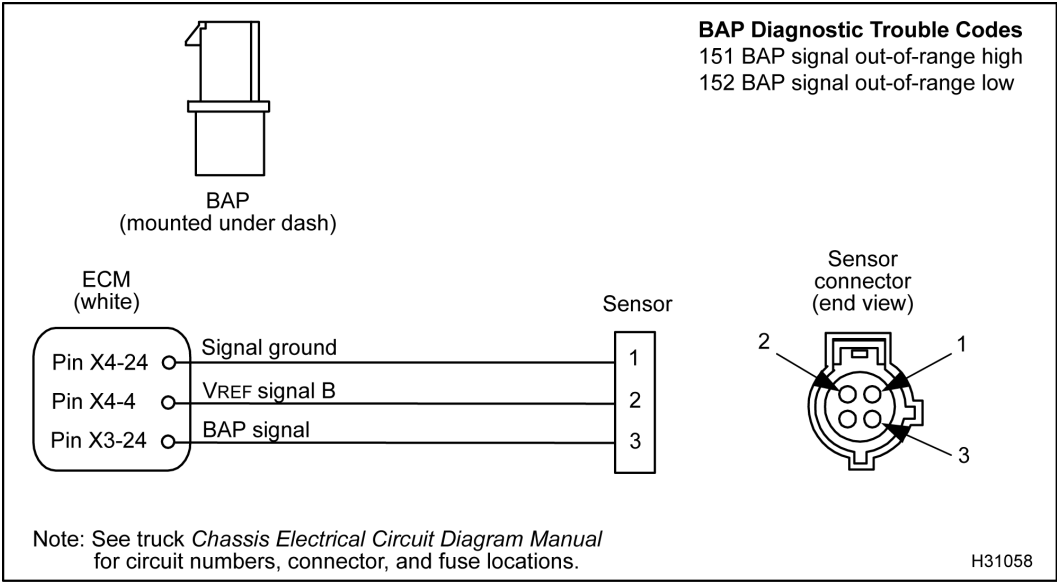 BAP Diagnostic Trouble Codes
151 BAP signal out-of-range high
152 BAP signal out-of-range low
BAP
(mounted under dash)
ECM
(white)
Sensor
Sensor
connector
(end view)
Pin X4-24
Signal ground
1
Pin X4-4
VREF signal B
2
Pin X3-24
BAP signal
3
2
1
3
Note: See truck Chassis Electrical Circuit Diagram Manual
for circuit numbers, connector, and fuse locations.
H31058